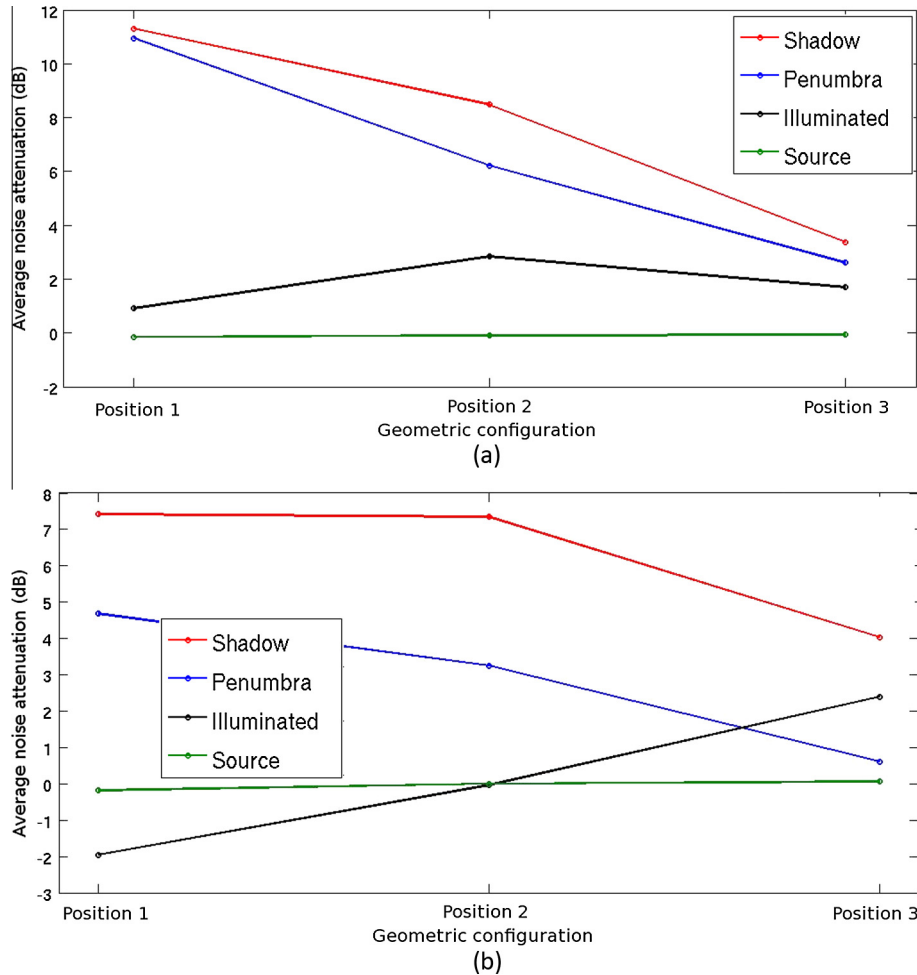 12
10
8
6
4
2
0
-2
Average noise attenuation (dB)
Shadow
Penumbra
Illuminated
Source
Position 1
Position 2
Position 3
Geometric configuration
(a)
8
7
6
5
4
3
2
1
0
-1
-2
-3
Average noise attenuation (dB)
Shadow
Penumbra
Illuminated
Source
Position 1
Position 2
Position 3
Geometric configuration
(b)